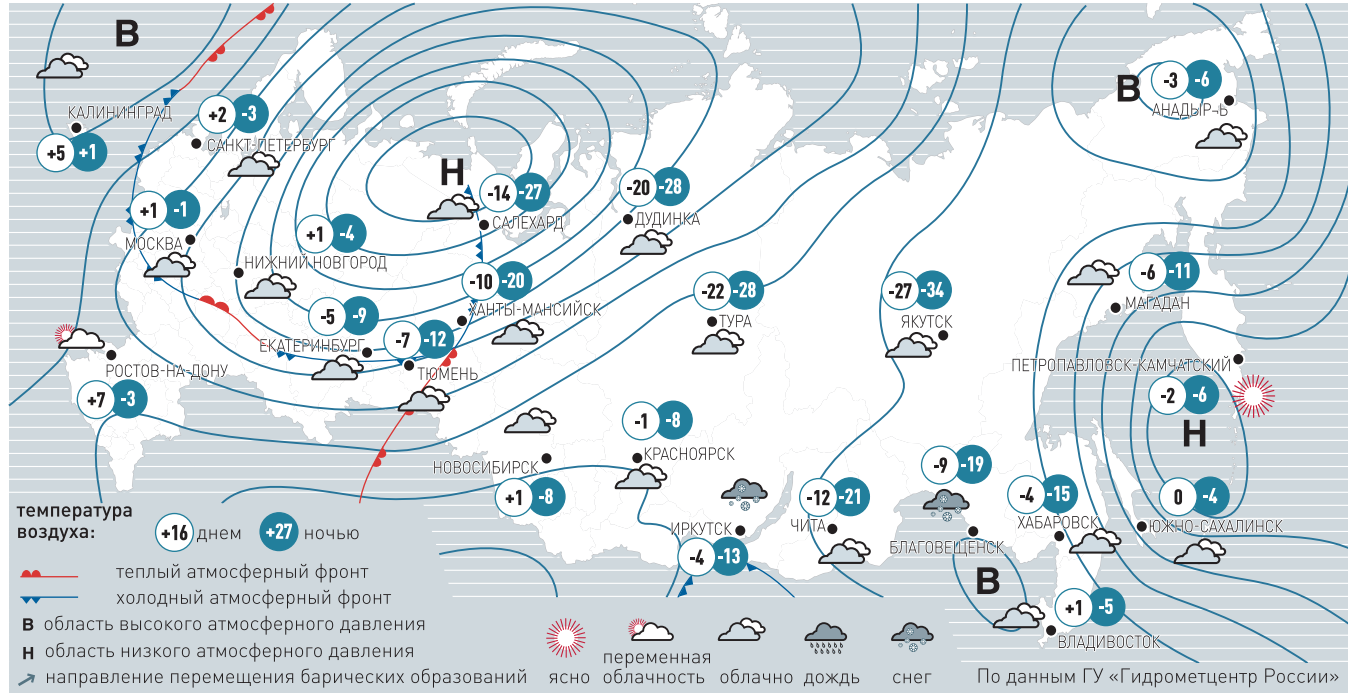 В
КАЛИНИНГРАД
+5 +1
+2 -3
САНКТ-ПЕТЕРБУРГ
+1 -1
МОСКВА
НИЖНИЙ НОВГОРОД
+1 -4
Н
-14 -27
САЛЕХАРД
-20 -28
ДУДИНКА
-10 -20
ХАНТЫ-МАНСИЙСК
-5 -9
ЕКАТЕРИНБУРГ
-7 -12
ТЮМЕНЬ
РОСТОВ-НА-ДОНУ
+7 -3
-22 -28
ТУРА
-27 -34
ЯКУТСК
В
-3 -6
АНАДЫР¬Ь
-6 -11
МАГАДАН
ПЕТРОПАВЛОВСК-КАМЧАТСКИЙ
-2 -6
Н
0 -4
ЮЖНО-САХАЛИНСК
НОВОСИБИРСК
+1 -8
-1 -8
КРАСНОЯРСК
ИРКУТСК
-4 -13
-12 -21
ЧИТА
-9 -19
БЛАГОВЕЩЕНСК
-4 -15
ХАБАРОВСК
В
+1 -5
ВЛАДИВОСТОК
температура
воздуха:
+16 днем +27 ночью
теплый атмосферный фронт
холодный атмосферный фронт
В область высокого атмосферного давления
Н область низкого атмосферного давления
направление перемещения барических образований
ясно
переменная
облачность
облачно
дождь
снег
По данным ГУ «Гидрометцентр России»